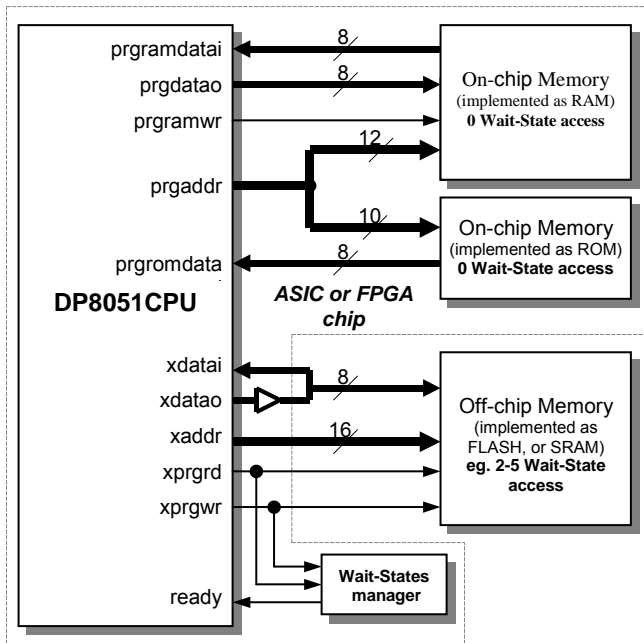 prgramdatai
8
prgdatao
8
prgramwr
12
prgaddr
10
prgromdata
8
On-chip Memory
(implemented as RAM)
0 Wait-State access
On-chip Memory
(implemented as ROM)
0 Wait-State access
DP8051CPU
ASIC or FPGA
chip
xdatai
8
xdatao
xaddr
16
xprgrd
xprgwr
Off-chip Memory
(implemented as
FLASH, or SRAM)
eg. 2-5 Wait-State
access
ready
Wait-States
manager